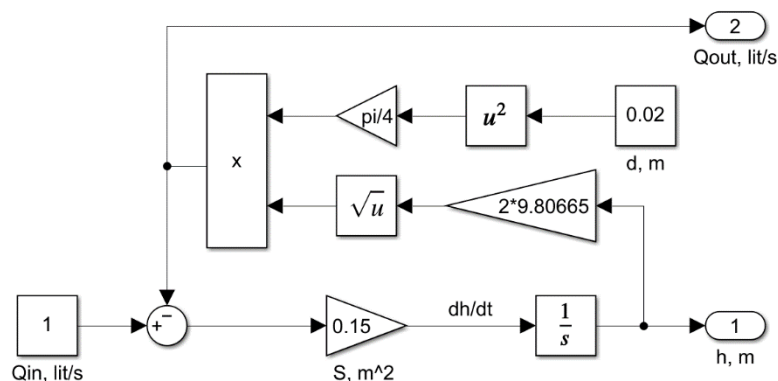 2
Qout, lit/s
x
pi/4
u²
0.02
d, m
√u
2*9.80665
1
Qin, lit/s
+ −
0.15
S, m^2
dh/dt
1
s
1
h, m